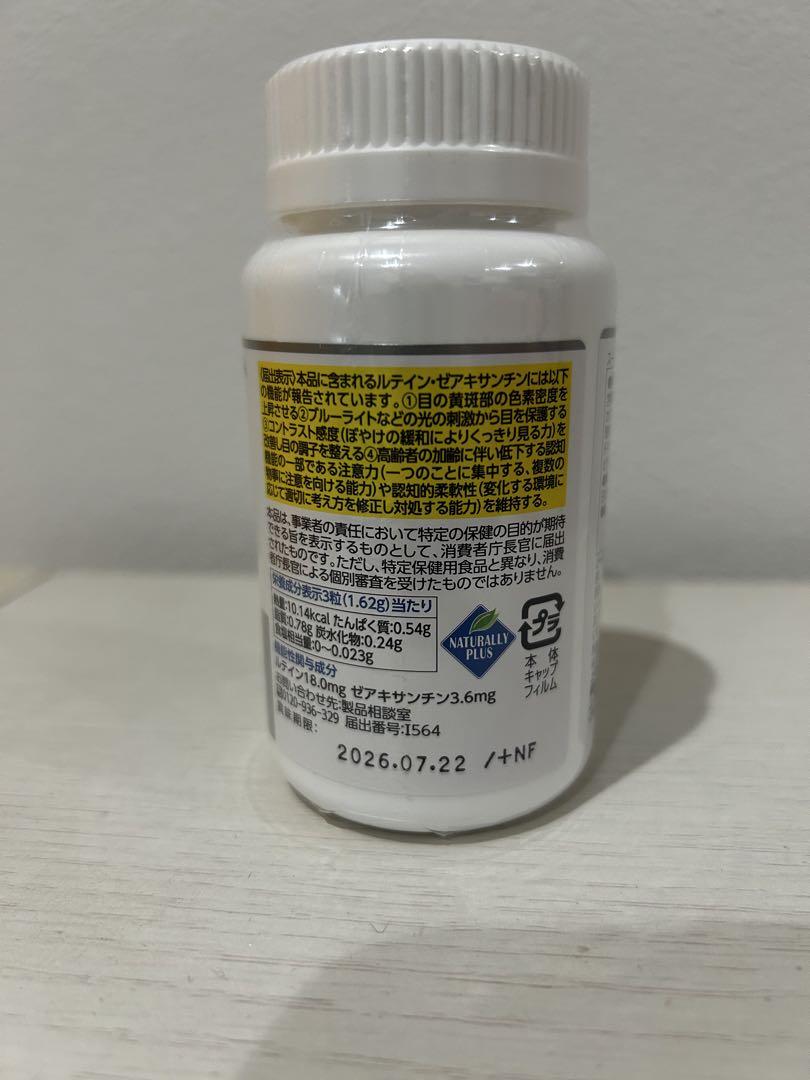 〈届出表示〉本品に含まれるルテイン・ゼアキサンチンには以下
の機能が報告されています。①目の黄斑部の色素密度を
上昇させる②ブルーライトなどの光の刺激から目を保護する
③コントラスト感度(ぼやけの緩和によりくっきり見る力)を
改善し目の調子を整える④高齢者の加齢に伴い低下する認知
機能の一部である注意力(一つのことに集中する、複数の
物事に注意を向ける能力)や認知的柔軟性(変化する環境に
応じて適切に考え方を修正し対処する能力)を維持する。
本品は、事業者の責任において特定の保健の目的が期待
できる旨を表示するものとして、消費者庁長官に届出
されたものです。ただし、特定保健用食品と異なり、消費
者庁長官による個別審査を受けたものではありません。
栄養成分表示3粒(1.62g)当たり
熱量:10.14kcal たんぱく質:0.54g
脂質:0.78g 炭水化物:0.24g
食塩相当量:0～0.023g
機能性関与成分
ルテイン18.0mg ゼアキサンチン3.6mg
お問い合わせ先:製品相談室
0120-936-329 届出番号:I564
賞味期限:
2026.07.22 /+NF
NATURALLY
PLUS
プラ
本体
キャップ
フィルム